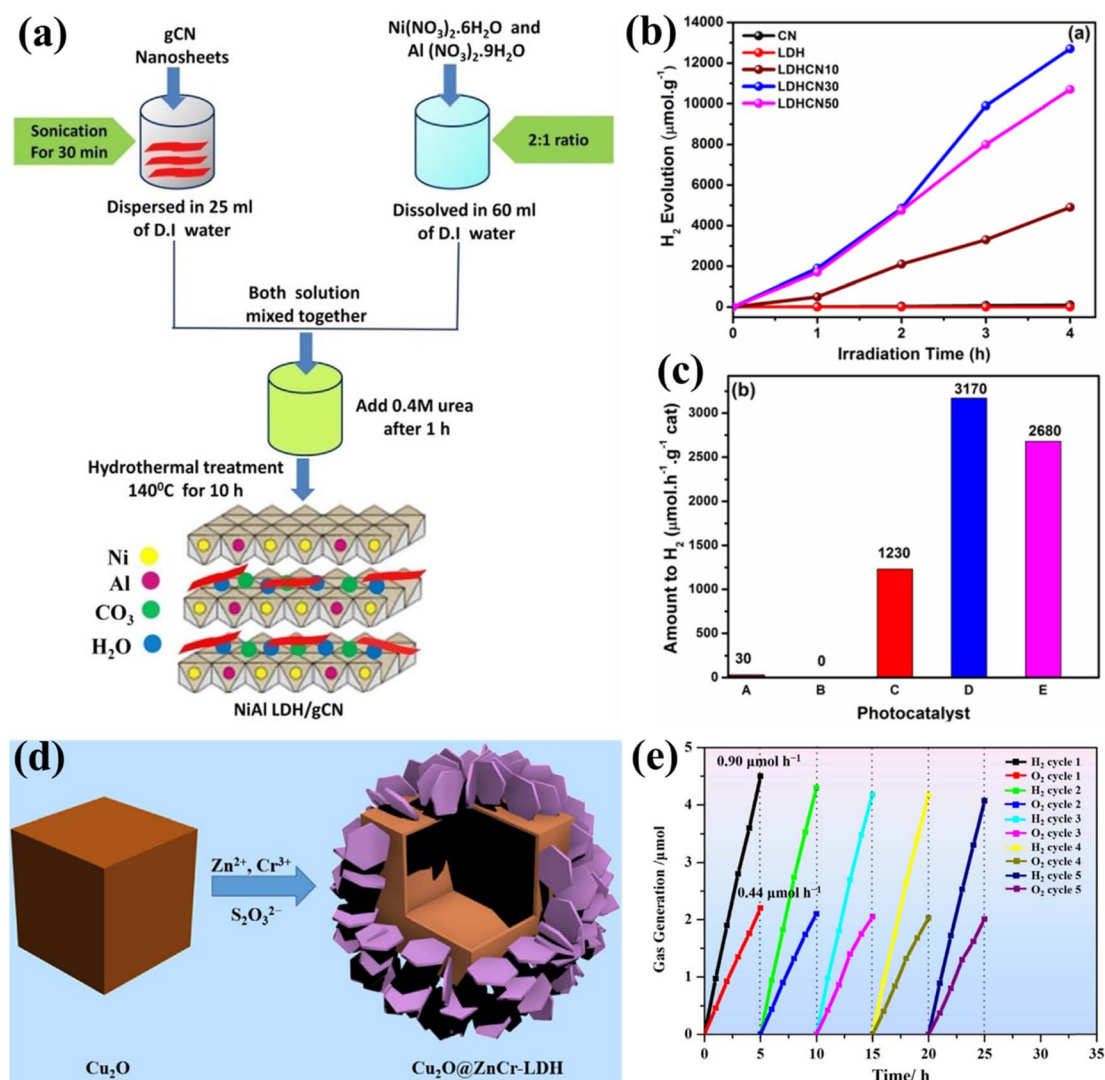 (a)
gCN
Nanosheets
Ni(NO₃)₂.6H₂O and
Al (NO₃)₂.9H₂O
Sonication
For 30 min
2:1 ratio
Dispersed in 25 ml
of D.I water
Dissolved in 60 ml
of D.I water
Both solution
mixed together
Add 0.4M urea
after 1 h
Hydrothermal treatment
140⁰C for 10 h
Ni
Al
CO₃
H₂O
NiAl LDH/gCN
(b)
(a)
CN
LDH
LDHCN10
LDHCN30
LDHCN50
H₂ Evolution (µmol.g⁻¹)
14000
12000
10000
8000
6000
4000
2000
0
0 1 2 3 4
Irradiation Time (h)
(c)
(b)
Amount to H₂ (µmol.h⁻¹.g⁻¹ cat)
3000
2500
2000
1500
1000
500
0
30
0
1230
3170
2680
A B C D E
Photocatalyst
(d)
Zn²⁺, Cr³⁺
S₂O₃²⁻
Cu₂O
Cu₂O@ZnCr-LDH
(e)
0.90 µmol h⁻¹
0.44 µmol h⁻¹
H₂ cycle 1
O₂ cycle 1
H₂ cycle 2
O₂ cycle 2
H₂ cycle 3
O₂ cycle 3
H₂ cycle 4
O₂ cycle 4
H₂ cycle 5
O₂ cycle 5
Gas Generation /µmol
5
4
3
2
1
0
0 5 10 15 20 25 30 35
Time/ h